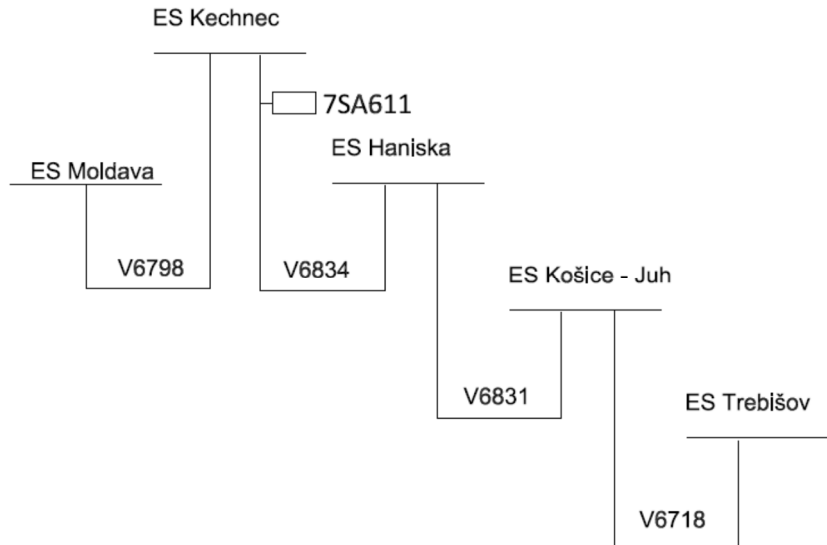 ES Kechnec
7SA611
ES Haniska
ES Moldava
V6798
V6834
ES Košice - Juh
V6831
ES Trebišov
V6718